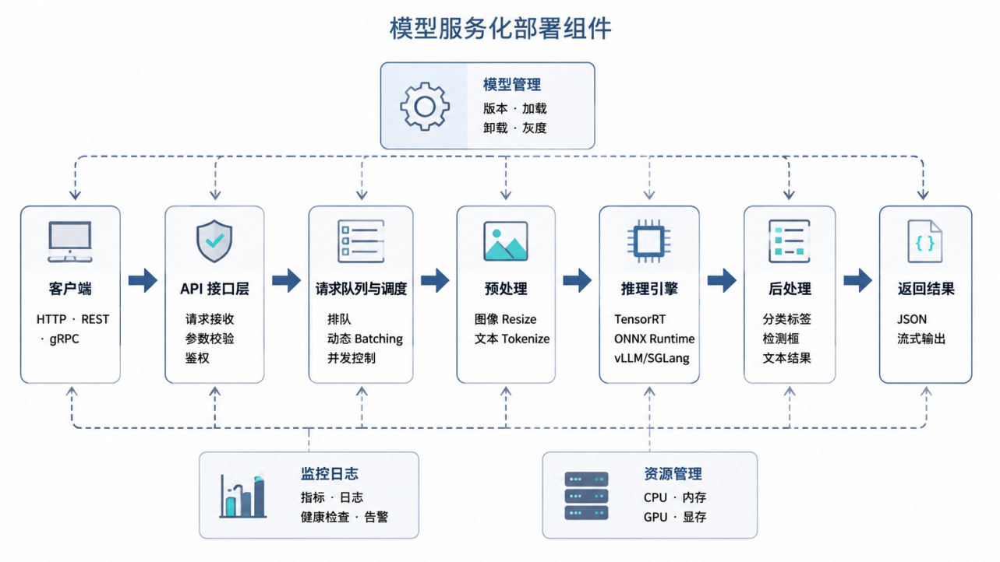 模型服务化部署组件
模型管理
版本 · 加载
卸载 · 灰度
客户端
HTTP · REST
· gRPC
API 接口层
请求接收
参数校验
鉴权
请求队列与调度
排队
动态 Batching
并发控制
预处理
图像 Resize
文本 Tokenize
推理引擎
TensorRT
ONNX Runtime
vLLM/SGLang
后处理
分类标签
检测框
文本结果
{ }
返回结果
JSON
流式输出
监控日志
指标 · 日志
健康检查 · 告警
资源管理
CPU · 内存
GPU · 显存